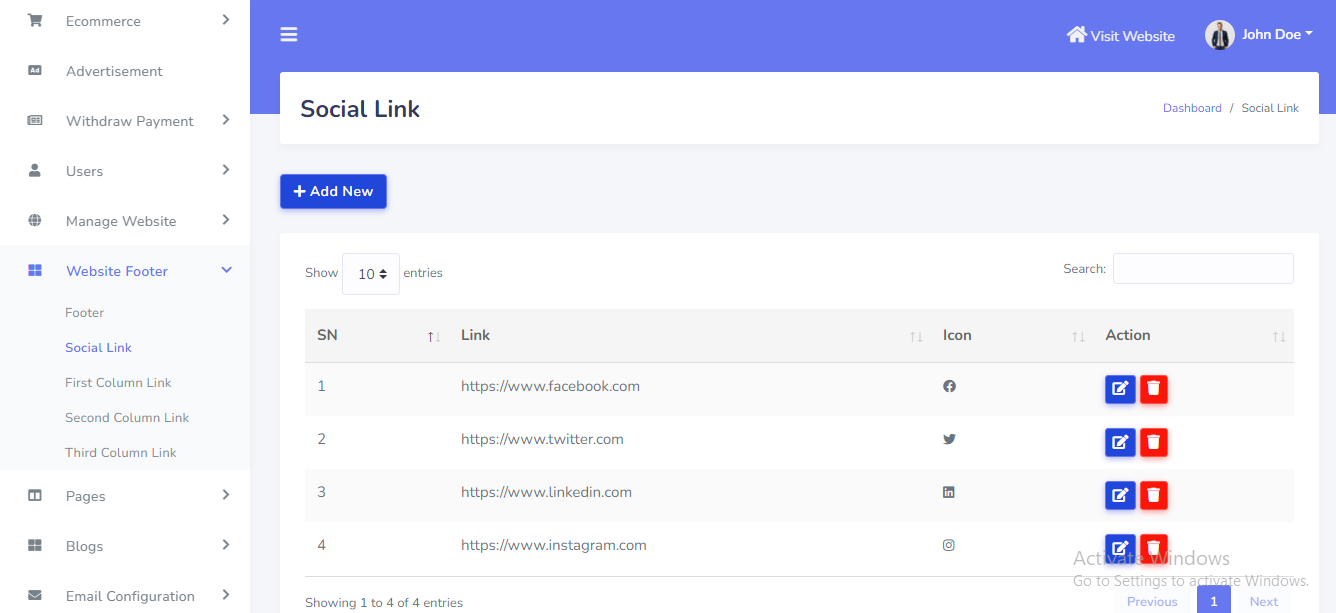 Ecommerce
Advertisement
Withdraw Payment
Users
Manage Website
Website Footer
Footer
Social Link
First Column Link
Second Column Link
Third Column Link
Pages
Blogs
Email Configuration
Visit Website John Doe
Social Link
Dashboard / Social Link
Add New
Show 10 entries
Search:
SN Link Icon Action
1 https://www.facebook.com
2 https://www.twitter.com
3 https://www.linkedin.com
4 https://www.instagram.com
Activate Windows
Go to Settings to activate Windows.
Showing 1 to 4 of 4 entries
Previous 1 Next